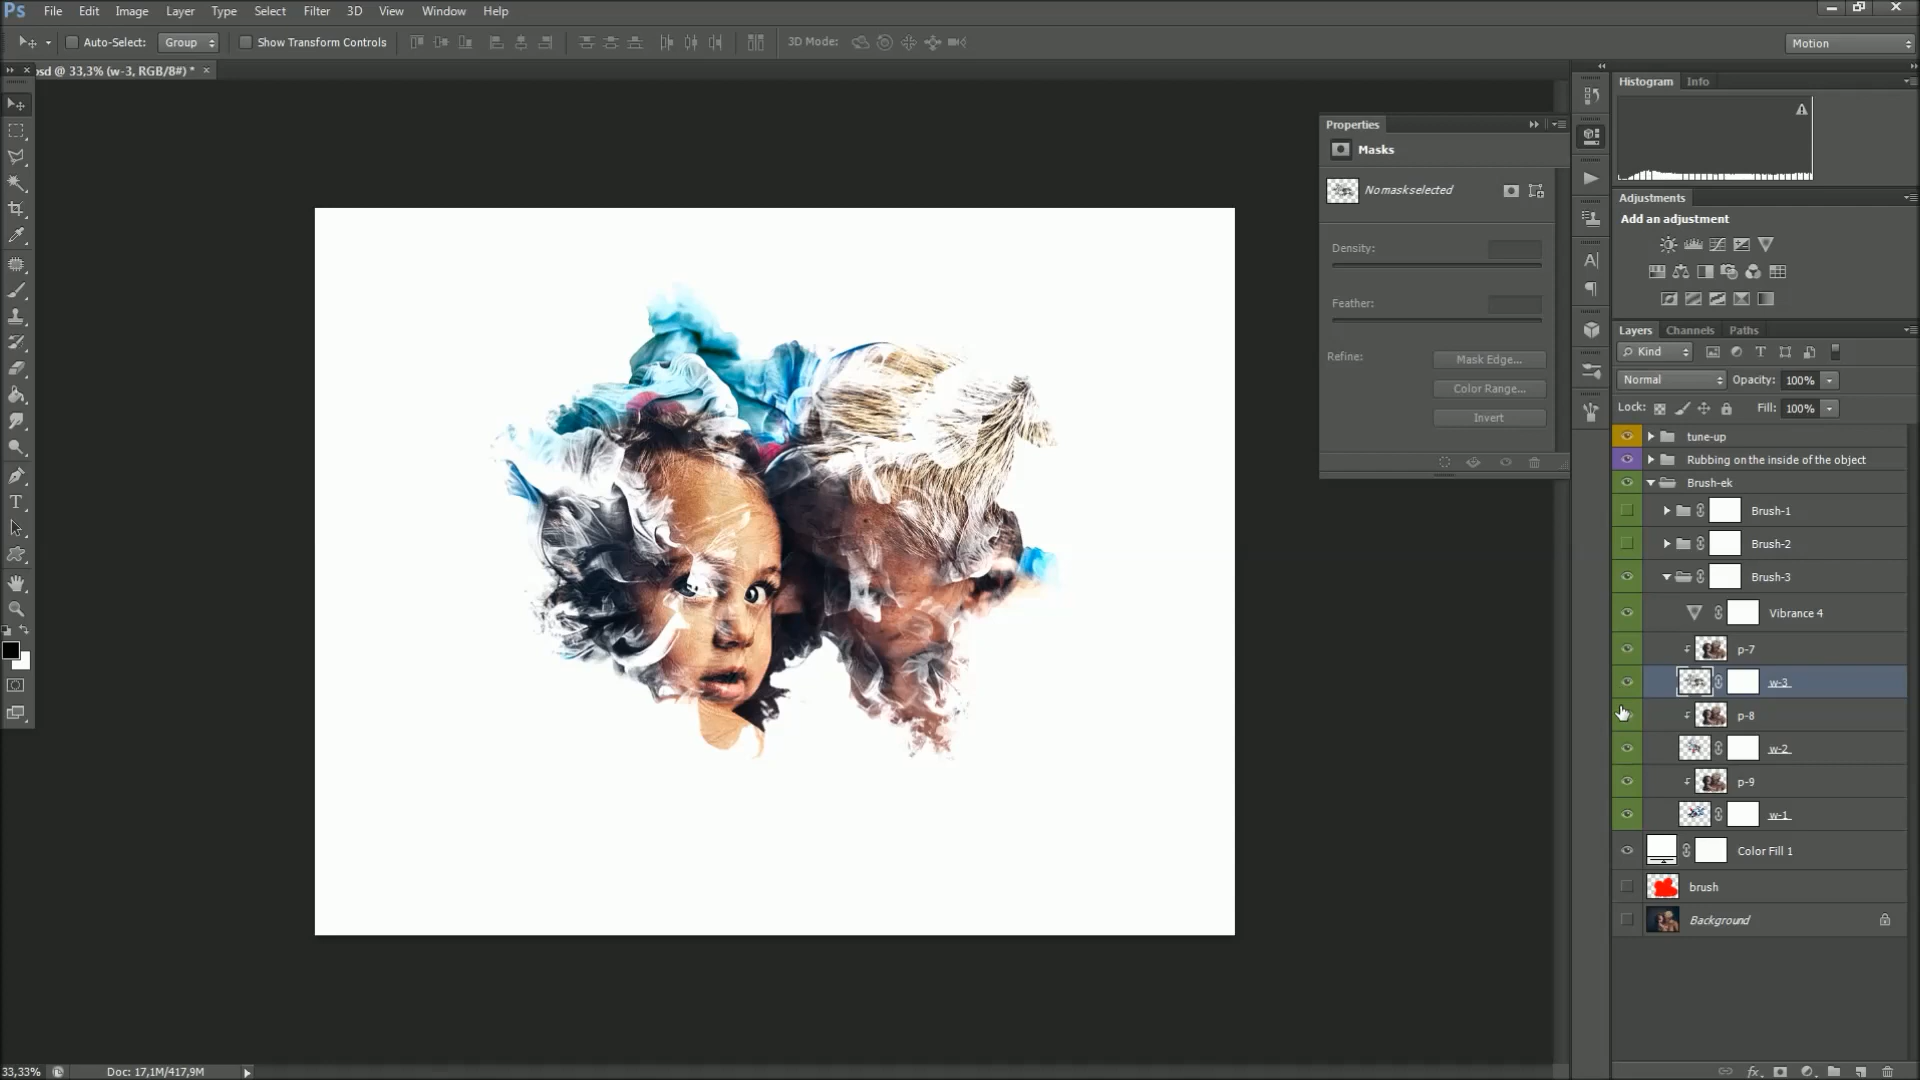 Ps File Edit Image Layer Type Select Filter 3D View Window Help
Auto-Select: Group Show Transform Controls 3D Mode: Motion
psd @ 33,3% (w-3, RGB/8#) * ×
Histogram Info
Properties
Masks
No mask selected
Density:
Feather:
Refine: Mask Edge...
Color Range...
Invert
Adjustments
Add an adjustment
Layers Channels Paths
Kind
Normal Opacity: 100%
Lock: Fill: 100%
tune-up
Rubbing on the inside of the object
Brush-ek
Brush-1
Brush-2
Brush-3
Vibrance 4
p-7
w-3
p-8
w-2
p-9
w-1
Color Fill 1
brush
Background
33,33% Doc: 17,1M/417,9M